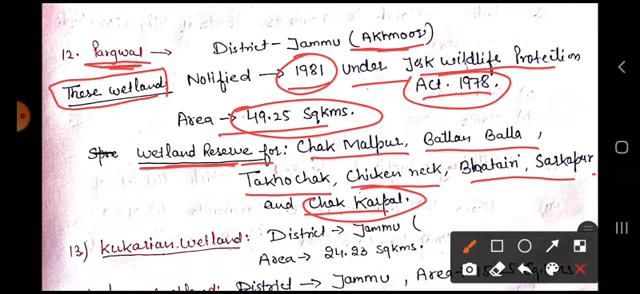 12. Pargwal → District- Jammu (Akhnoor)
These wetland Notified → 1981 Under J&K Wildlife Protection
Act. 1978.
Area → 49.25 Sqkms.
Wetland Reserve for: Chak Malpur, Ballan Balla,
Takhochak, Chicken neck, Bhatain, Sarkapur
and Chak Karpal.
13) Kukarian wetland: District → Jammu (
Area → 24.23 Sqkms.
District → Jammu, Area